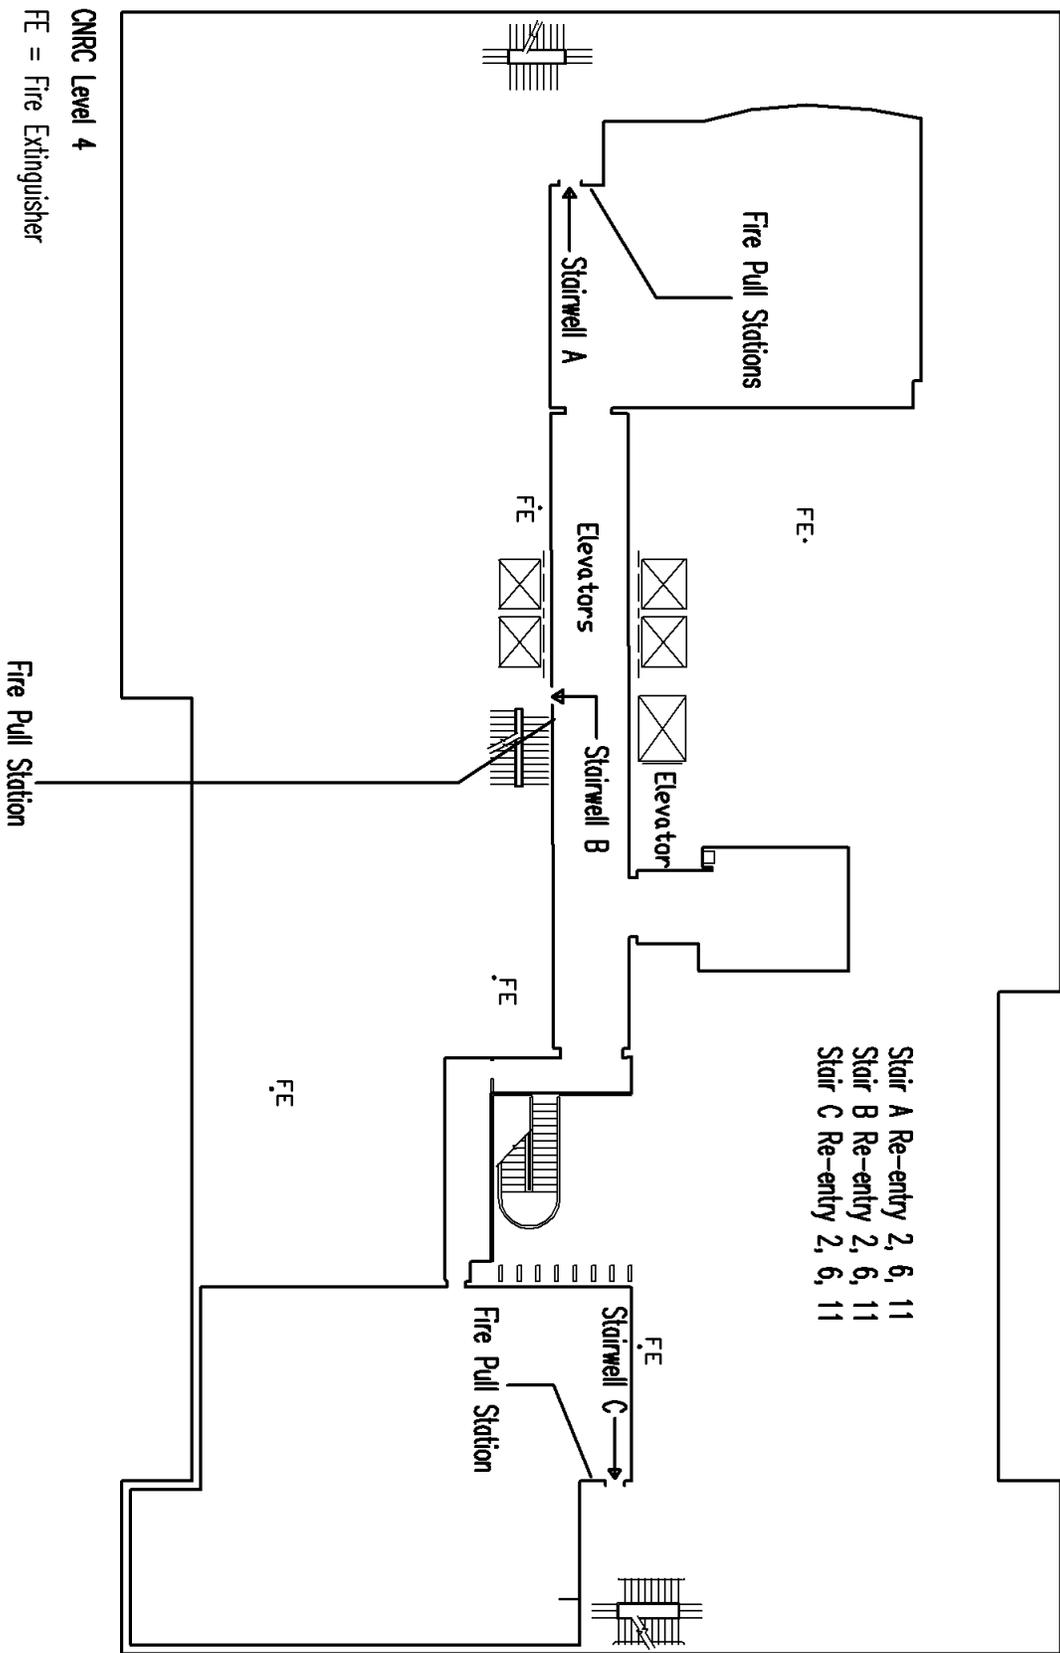 Stair A Re-entry 2, 6, 11
Stair B Re-entry 2, 6, 11
Stair C Re-entry 2, 6, 11
FE
Fire Pull Stations
Elevator
FE
Stairwell A
Elevators
Stairwell B
Stairwell C
FE
FE
Fire Pull Station
FE
CNRC Level 4
FE = Fire Extinguisher
Fire Pull Station